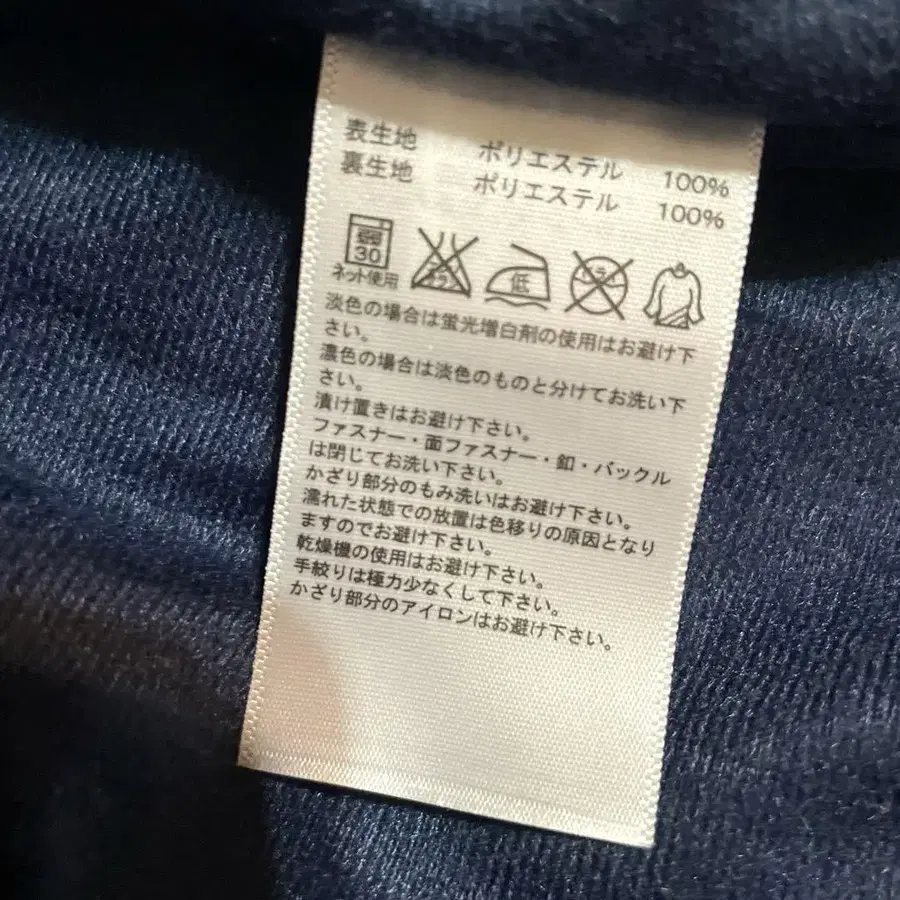 表生地 ポリエステル 100%
裏生地 ポリエステル 100%
弱 30 エンソサラシ 低 ドライ
ネット使用
淡色の場合は蛍光増白剤の使用はお避け下
さい。
濃色の場合は淡色のものと分けてお洗い下
さい。
漬け置きはお避け下さい。
ファスナー・面ファスナー・釦・バックル
は閉じてお洗い下さい。
かざり部分のもみ洗いはお避け下さい。
濡れた状態での放置は色移りの原因となり
ますのでお避け下さい。
乾燥機の使用はお避け下さい。
手絞りは極力少なくして下さい。
かざり部分のアイロンはお避け下さい。